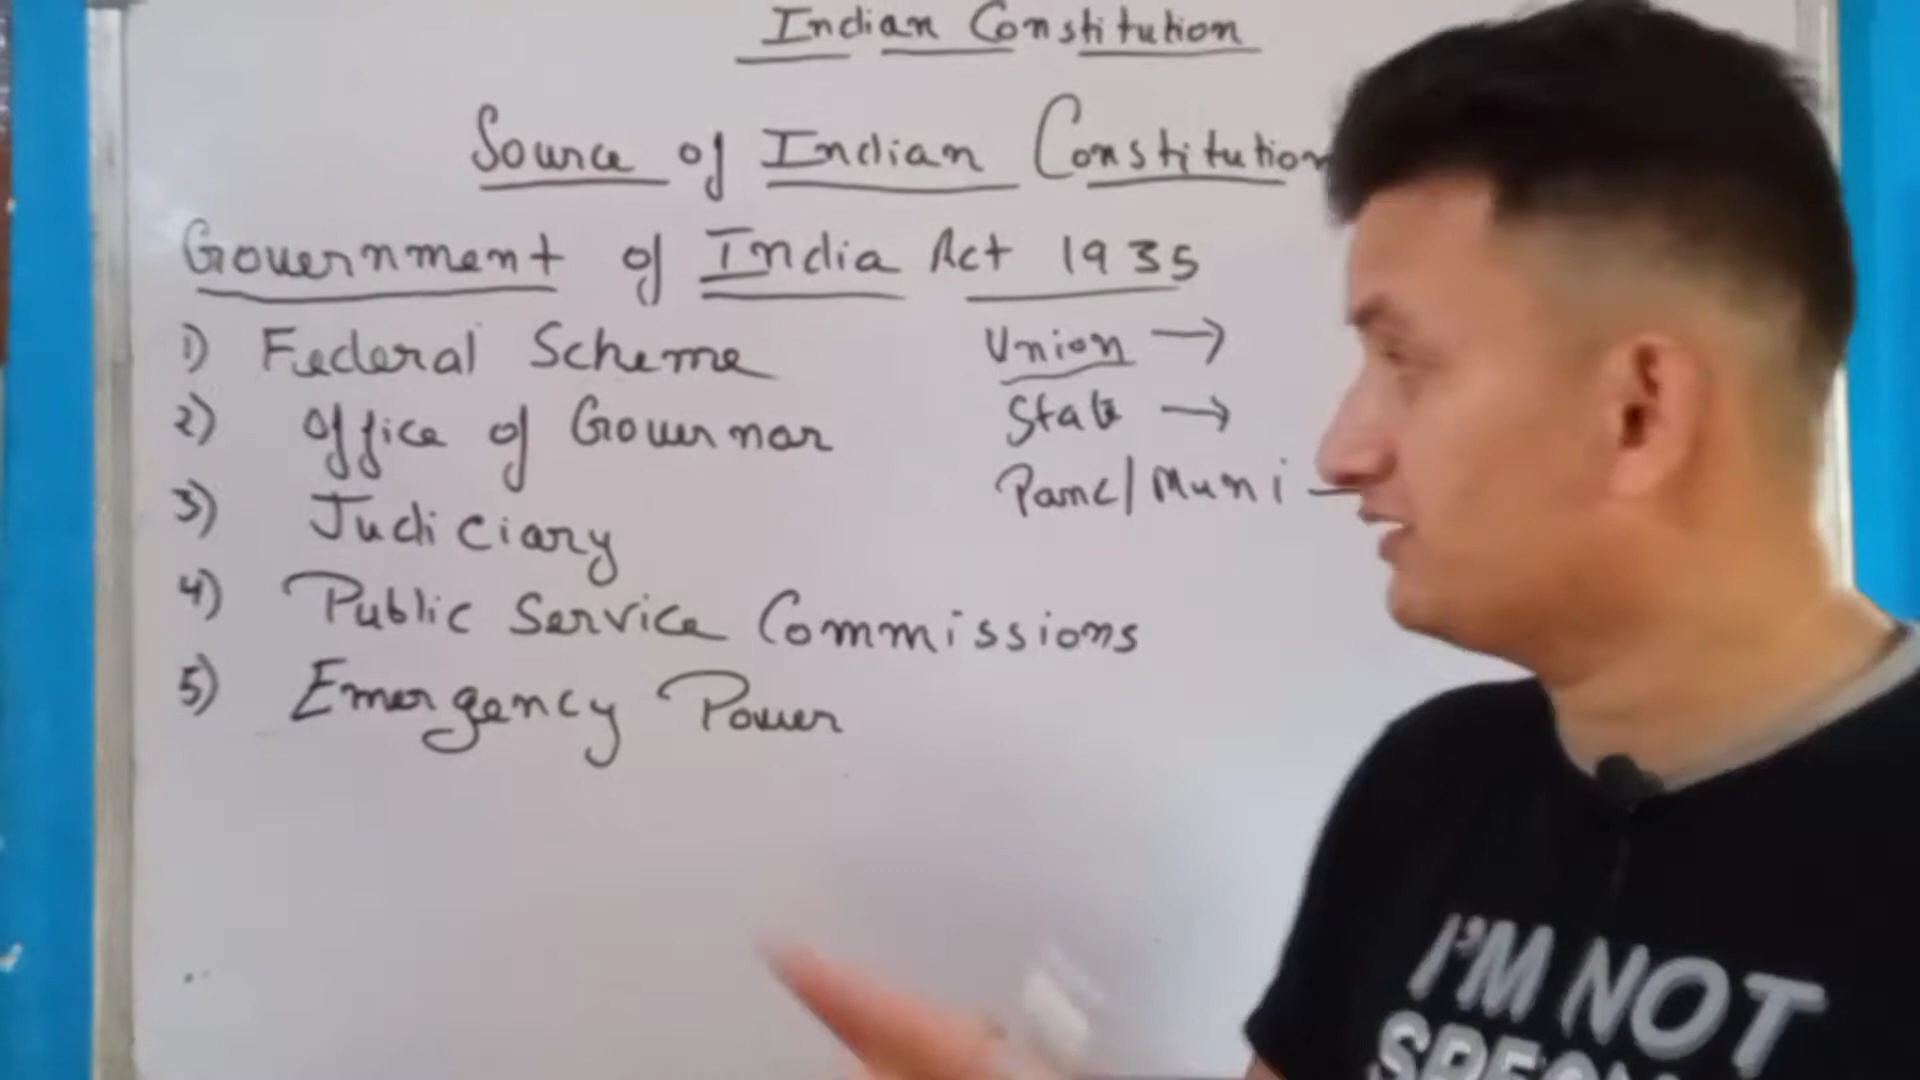 Indian Constitution
Source of Indian Constitution
Government of India Act 1935
1) Federal Scheme
2) Office of Governor
3) Judiciary
4) Public Service Commissions
5) Emergency Power
Union →
State →
Panc/Muni
I'M NOT